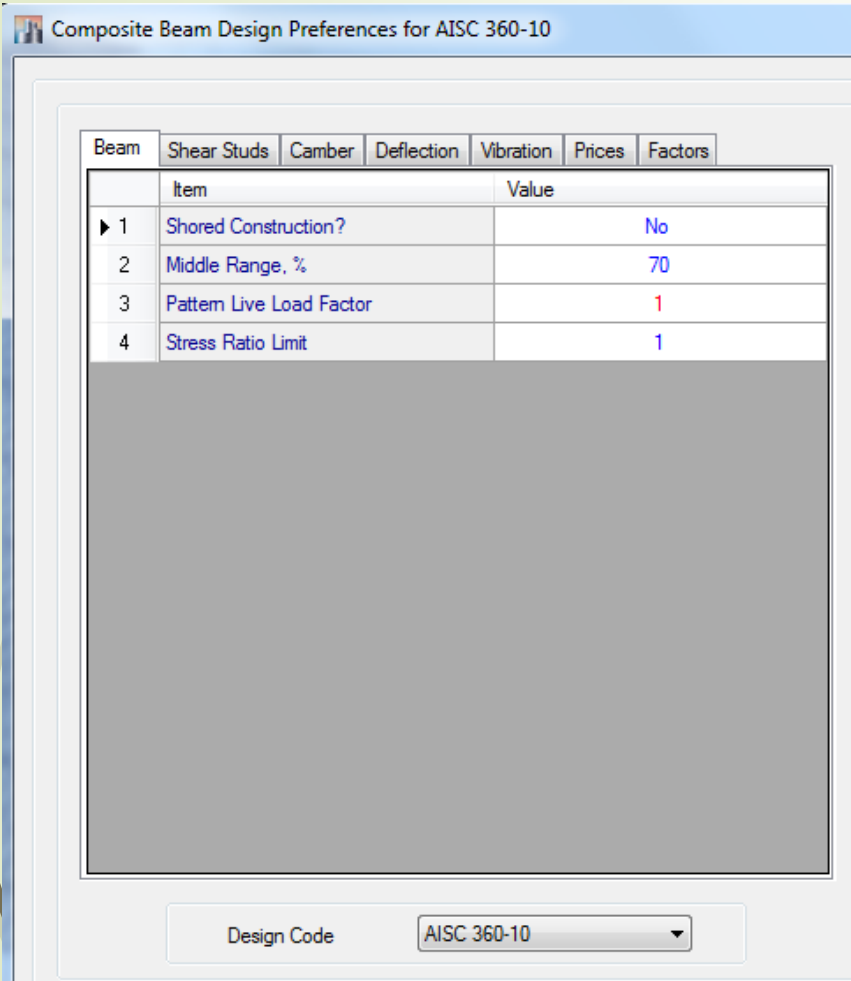 Composite Beam Design Preferences for AISC 360-10
Beam Shear Studs Camber Deflection Vibration Prices Factors
Item Value
1 Shored Construction? No
2 Middle Range, % 70
3 Pattern Live Load Factor 1
4 Stress Ratio Limit 1
Design Code AISC 360-10